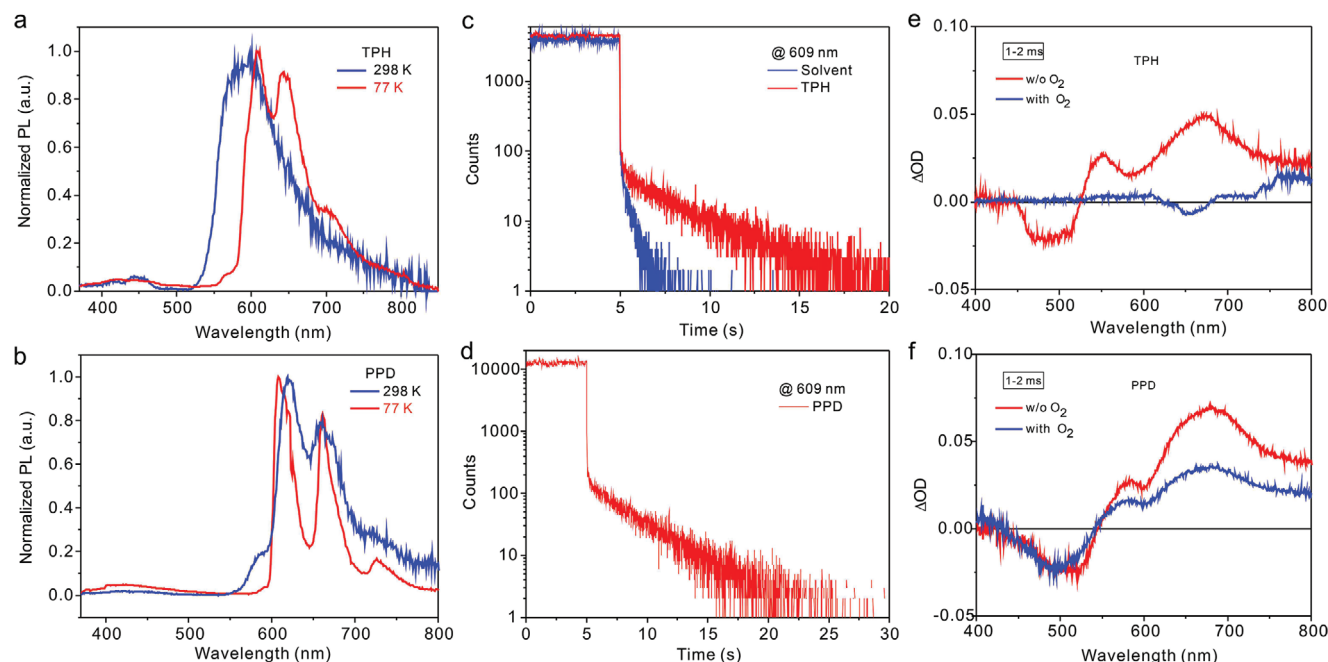 a
TPH
298 K
77 K
1.0
0.8
0.6
0.4
0.2
0.0
Normalized PL (a.u.)
400 500 600 700 800
Wavelength (nm)
c
@ 609 nm
Solvent
TPH
1000
100
10
1
Counts
0 5 10 15 20
Time (s)
e
1-2 ms
TPH
w/o O2
with O2
0.10
0.05
0.00
-0.05
ΔOD
400 500 600 700 800
Wavelength (nm)
b
PPD
298 K
77 K
1.0
0.8
0.6
0.4
0.2
0.0
Normalized PL (a.u.)
400 500 600 700 800
Wavelength (nm)
d
@ 609 nm
PPD
10000
1000
100
10
1
Counts
0 5 10 15 20 25 30
Time (s)
f
1-2 ms
PPD
w/o O2
with O2
0.10
0.05
0.00
-0.05
ΔOD
400 500 600 700 800
Wavelength (nm)